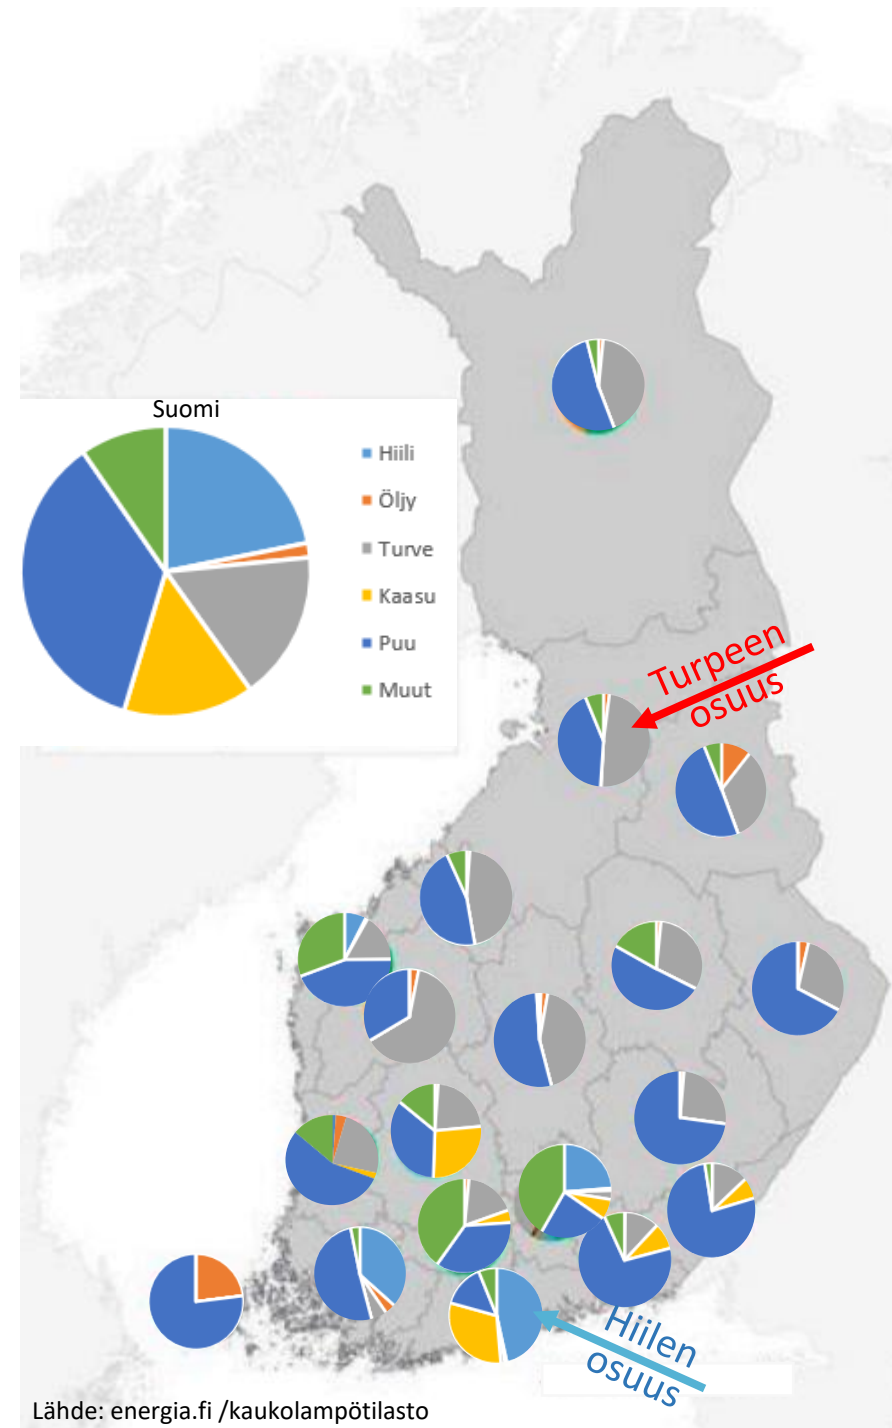 Suomi
Hiili
Öljy
Turve
Kaasu
Puu
Muut
Turpeen
osuus
Hiilen
osuus
Lähde: energia.fi /kaukolampötilasto